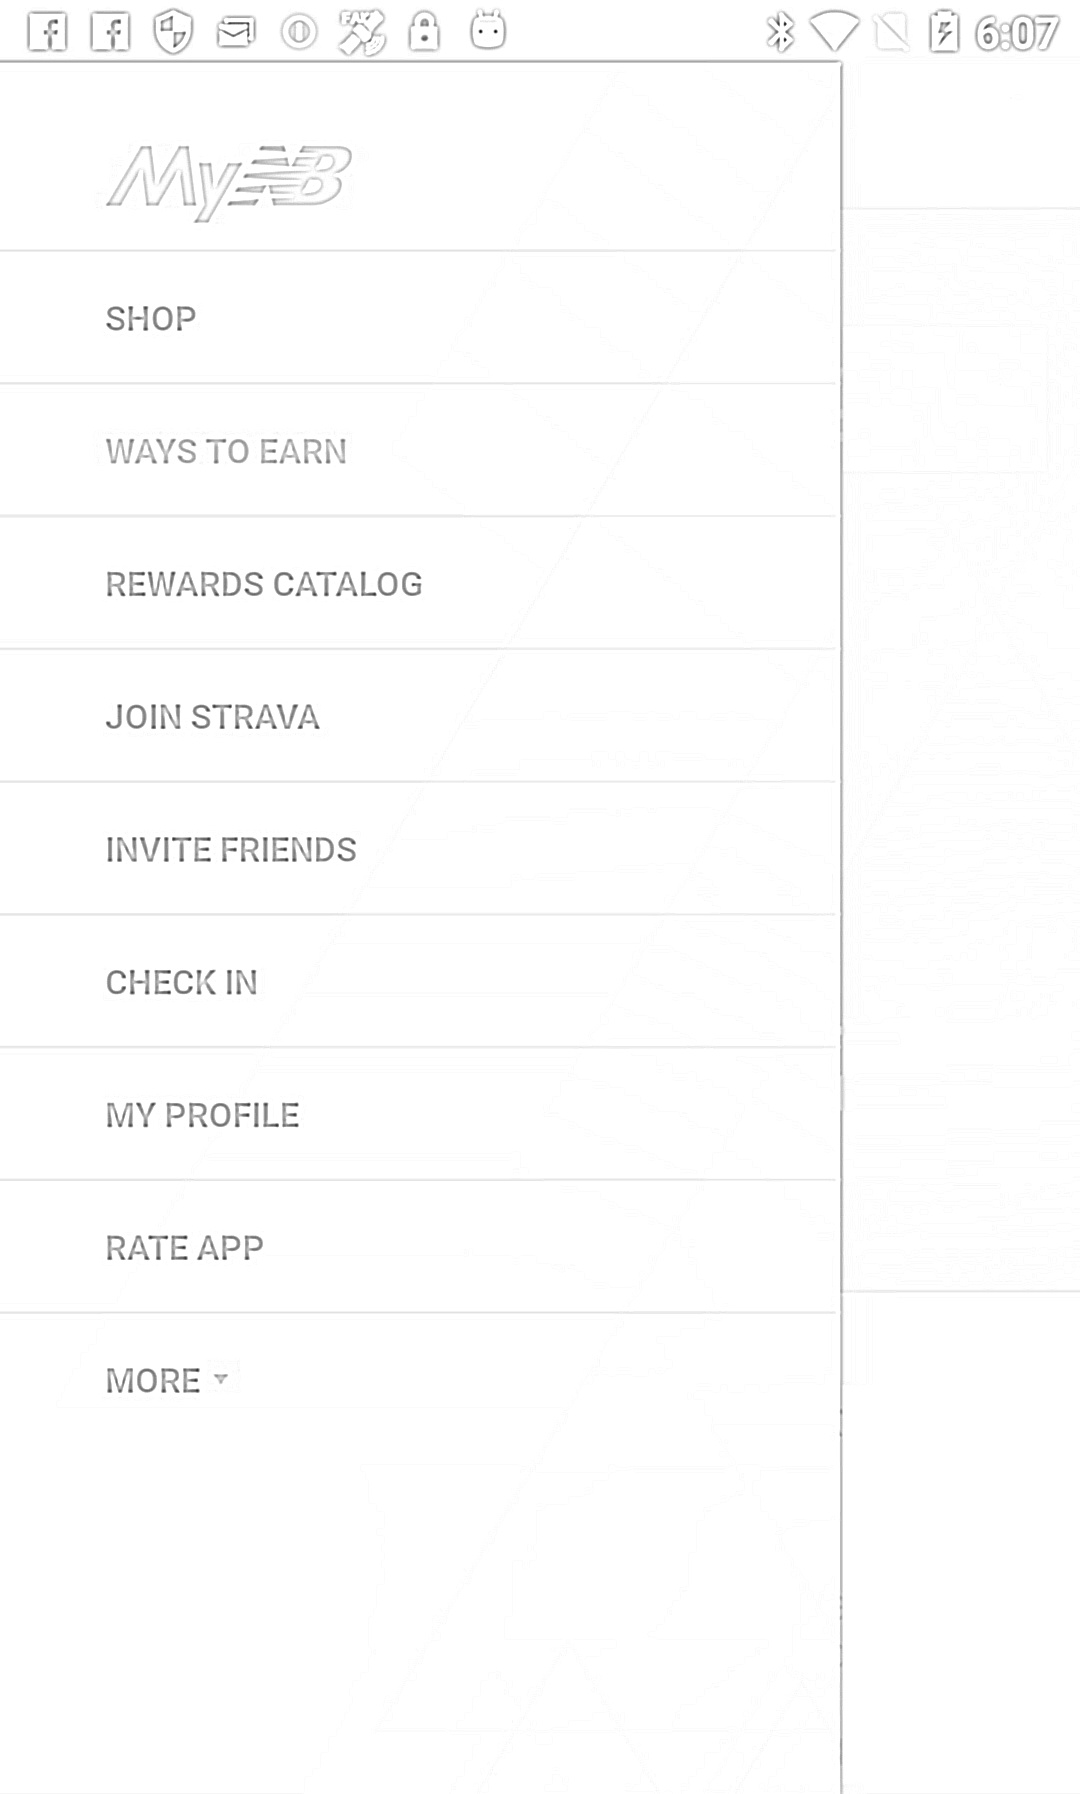 6:07
MyNB
SHOP
WAYS TO EARN
REWARDS CATALOG
JOIN STRAVA
INVITE FRIENDS
CHECK IN
MY PROFILE
RATE APP
MORE